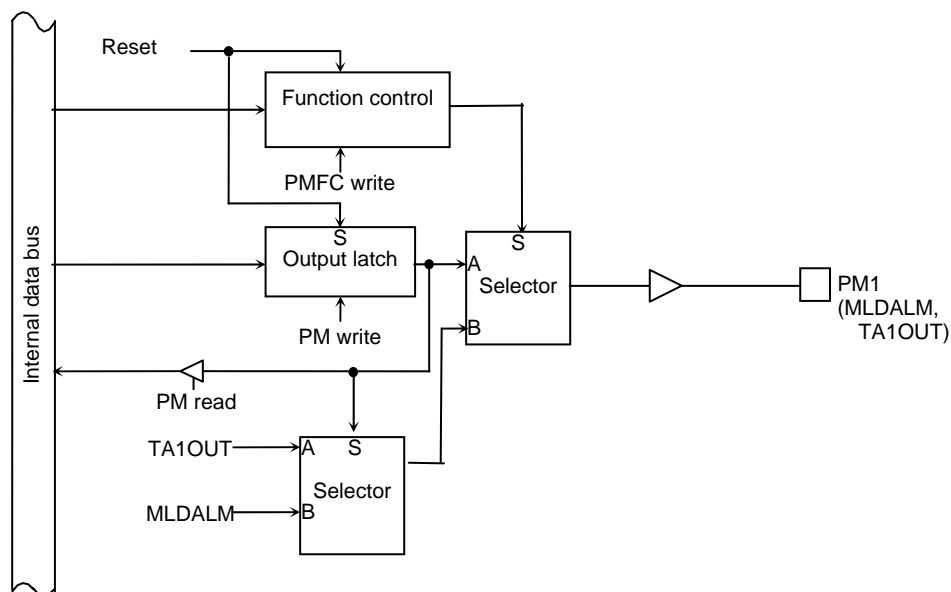 Reset
Function control
PMFC write
Internal data bus
S
Output latch
PM write
S
A
Selector
B
PM1
(MLDALM,
TA1OUT)
PM read
TA1OUT
A
S
Selector
MLDALM
B